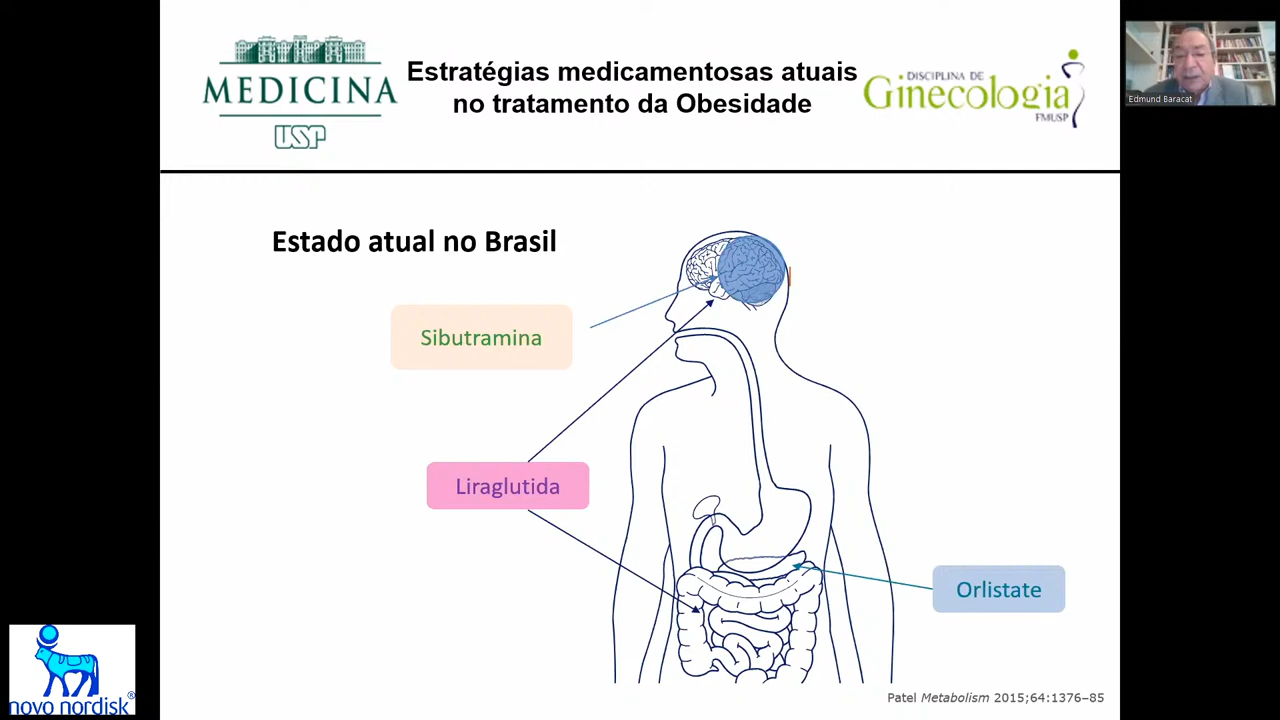 MEDICINA
USP
Estratégias medicamentosas atuais
no tratamento da Obesidade
DISCIPLINA DE
Ginecologia
FMUSP
Edmund Baracat
Estado atual no Brasil
Sibutramina
Liraglutida
Orlistate
novo nordisk®
Patel Metabolism 2015;64:1376–85